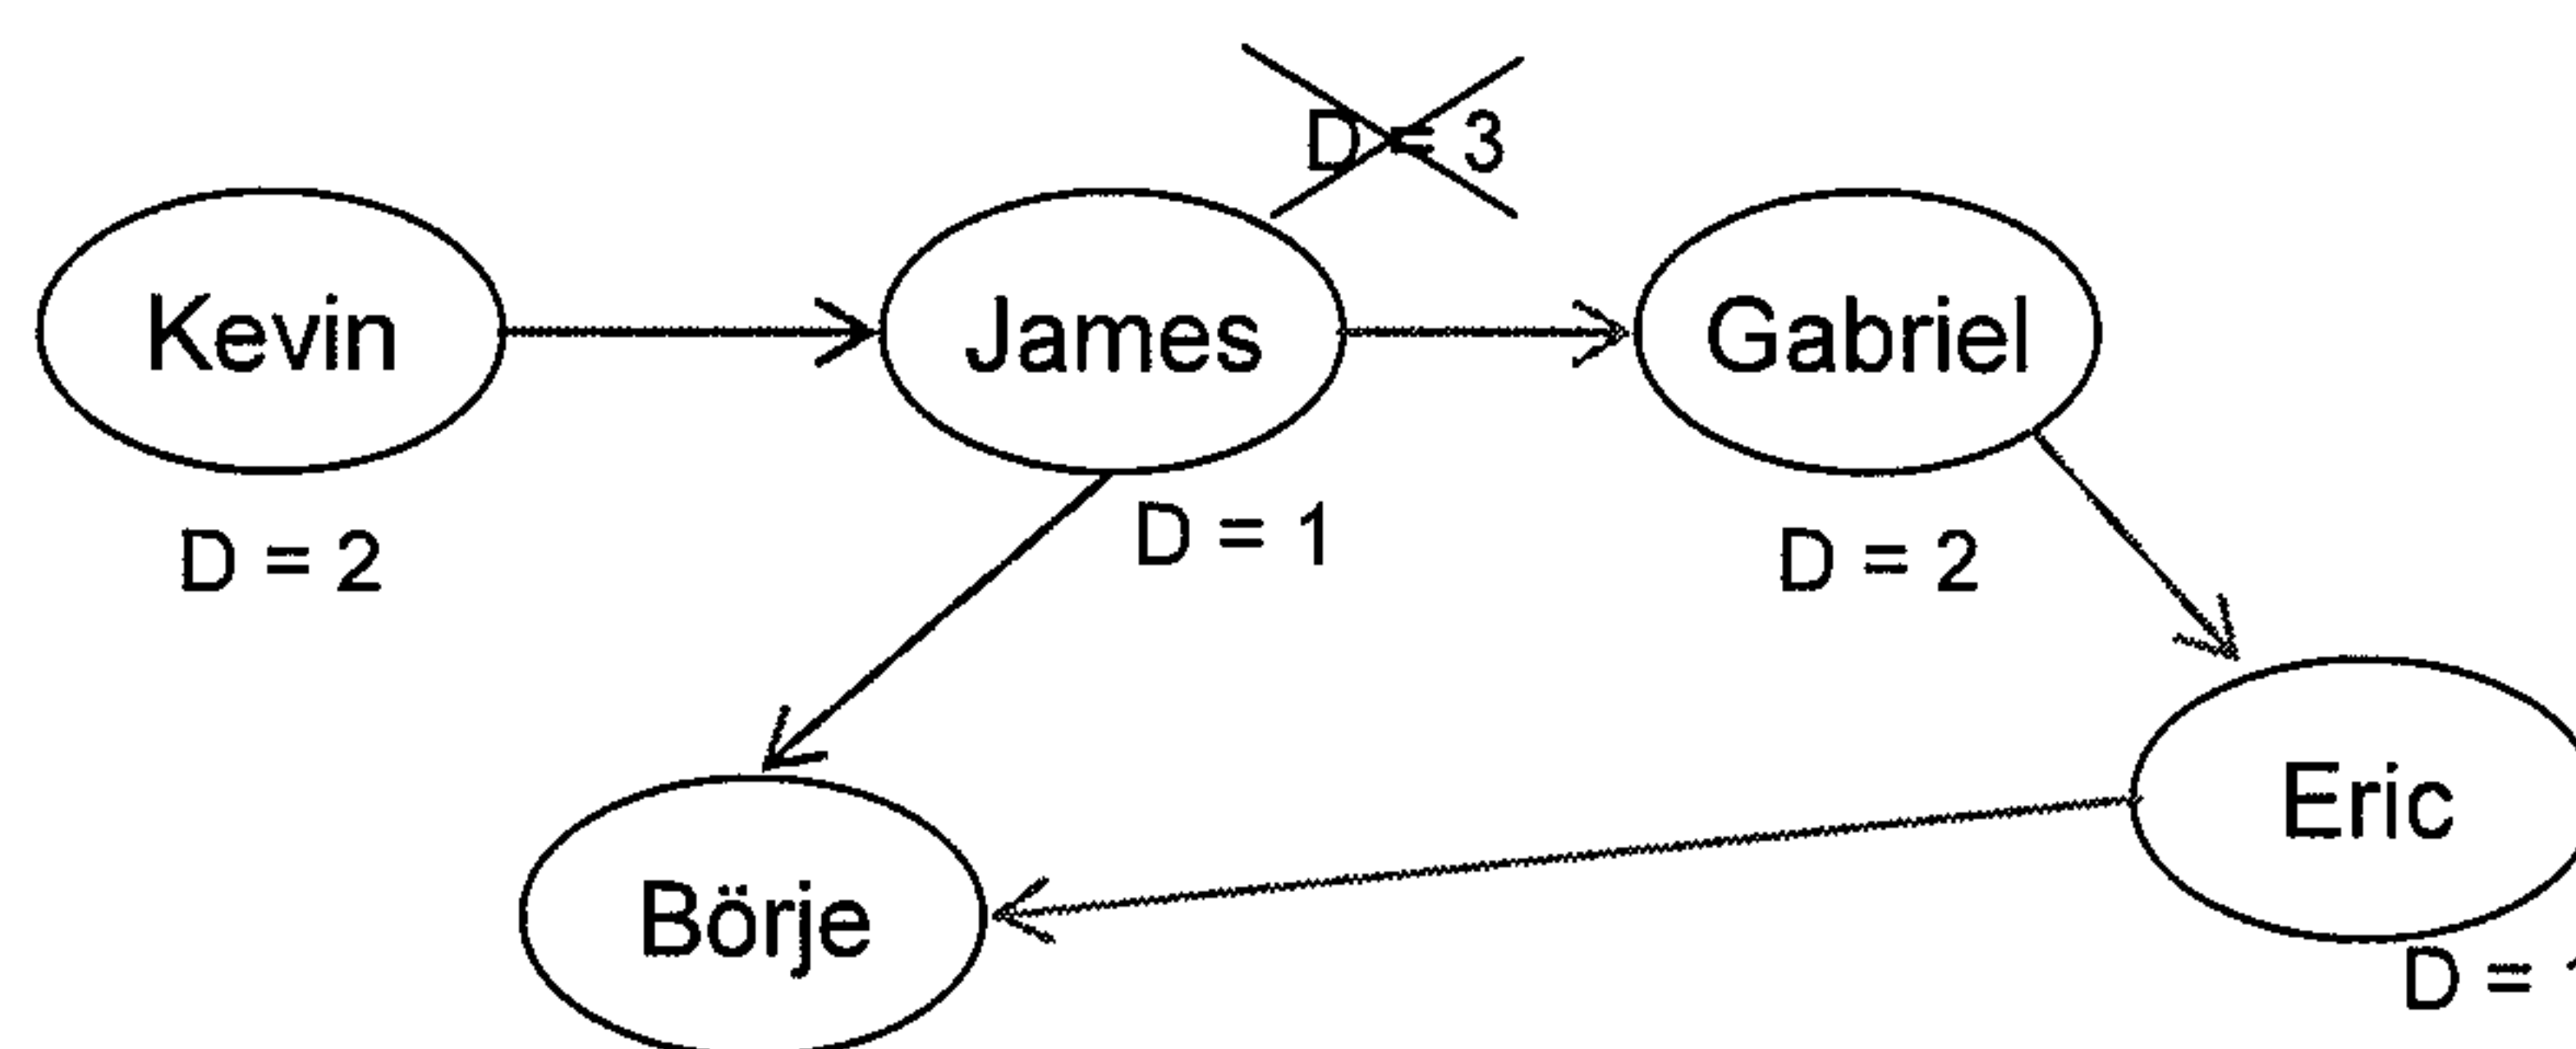 D = 3
Kevin
James
Gabriel
D = 2
D = 1
D = 2
Börje
Eric
D =